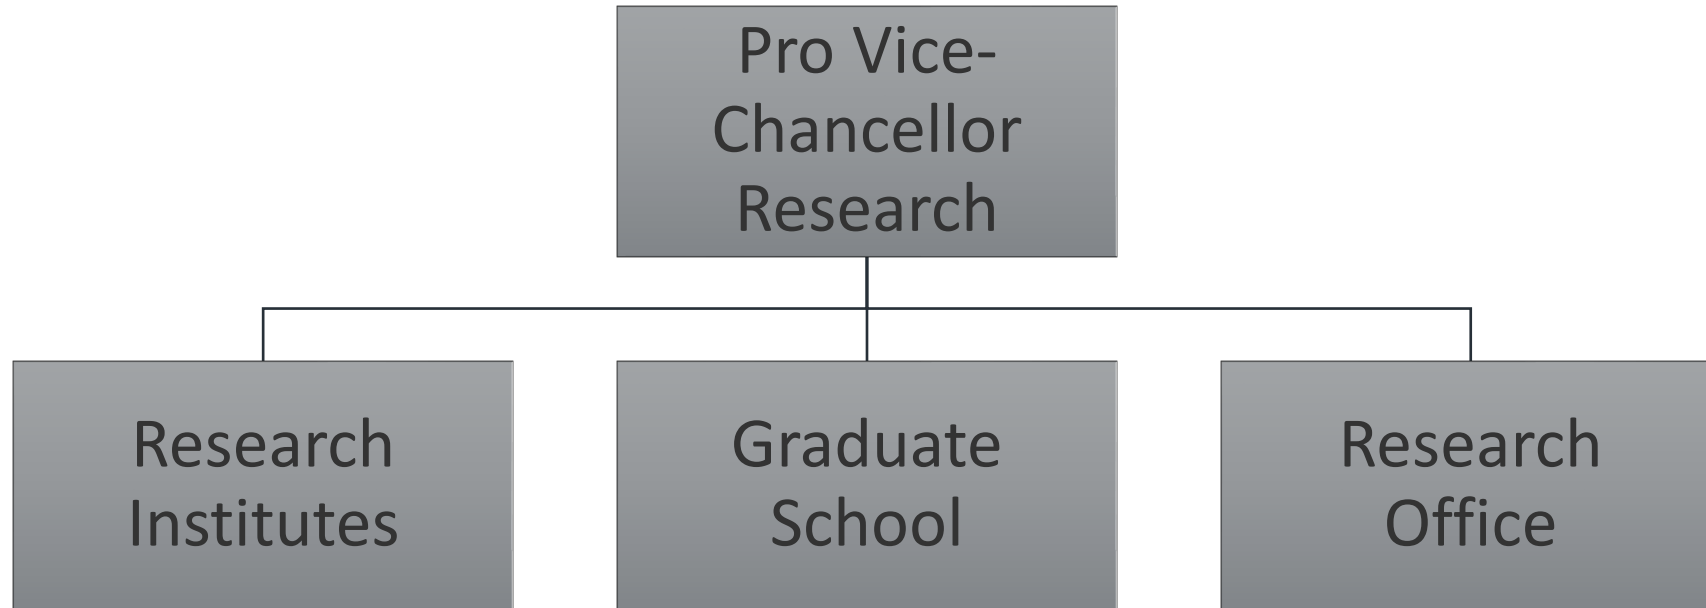 Pro Vice-
Chancellor
Research
Research
Institutes
Graduate
School
Research
Office